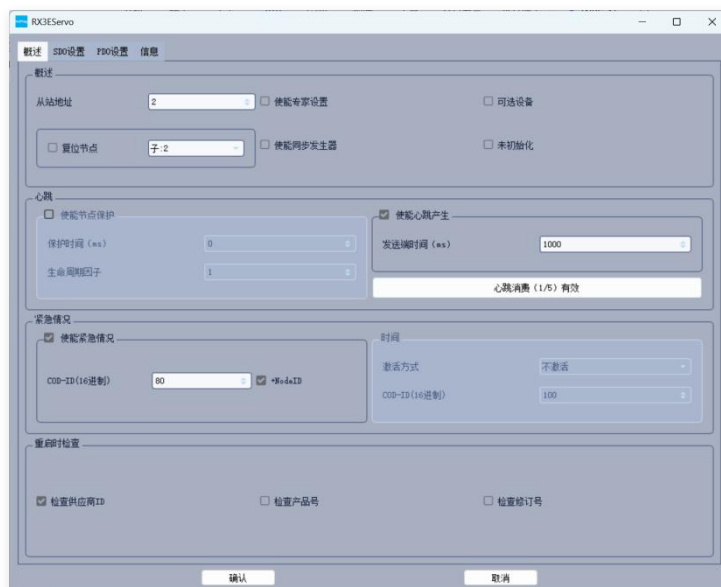 RX3EServo
概述 SDO设置 PDO设置 信息
概述
从站地址 2 使能专家设置 可选设备
复位节点 子:2 使能同步发生器 未初始化
心跳
使能节点保护 使能心跳产生
保护时间(ms) 0 发送端时间(ms) 1000
生命周期因子 1
心跳消费(1/5)有效
紧急情况
使能紧急情况 时间
激活方式 不激活
COD-ID(16进制) 80 +NodeID
COD-ID(16进制) 100
重启时检查
检查供应商ID 检查产品号 检查修订号
确认 取消